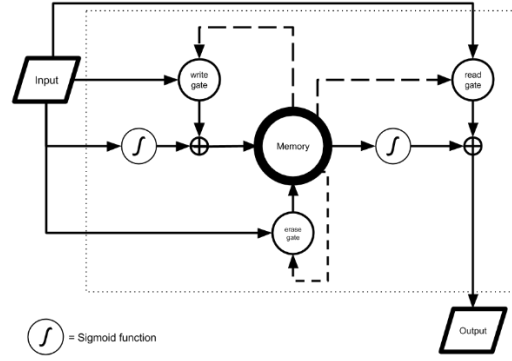 Input
write
gate
read
gate
Memory
erase
gate
Output
= Sigmoid function